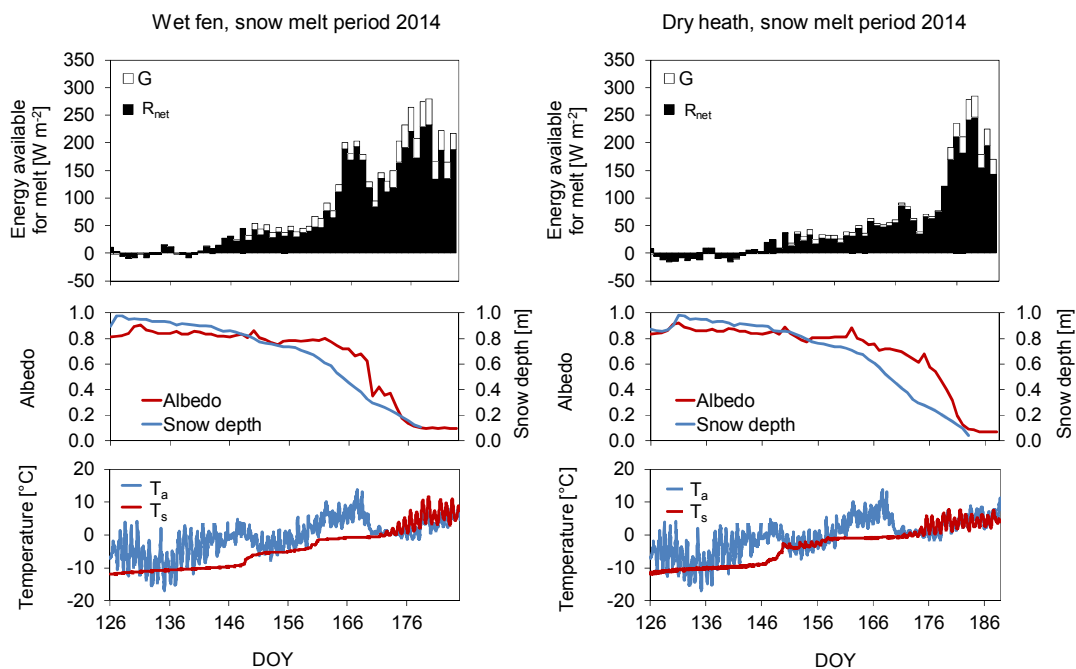 Wet fen, snow melt period 2014
Energy available
for melt [W m-2]
350
300
250
200
150
100
50
0
-50
G
Rnet
Albedo
1.0
0.8
0.6
0.4
0.2
0.0
Albedo
Snow depth
1.0
0.8
0.6
0.4
0.2
0.0
Snow depth [m]
Temperature [°C]
20
10
0
-10
-20
Ta
Ts
126 136 146 156 166 176
DOY
Dry heath, snow melt period 2014
Energy available
for melt [W m-2]
350
300
250
200
150
100
50
0
-50
G
Rnet
Albedo
1.0
0.8
0.6
0.4
0.2
0.0
Albedo
Snow depth
1.0
0.8
0.6
0.4
0.2
0.0
Snow depth [m]
Temperature [°C]
20
10
0
-10
-20
Ta
Ts
126 136 146 156 166 176 186
DOY